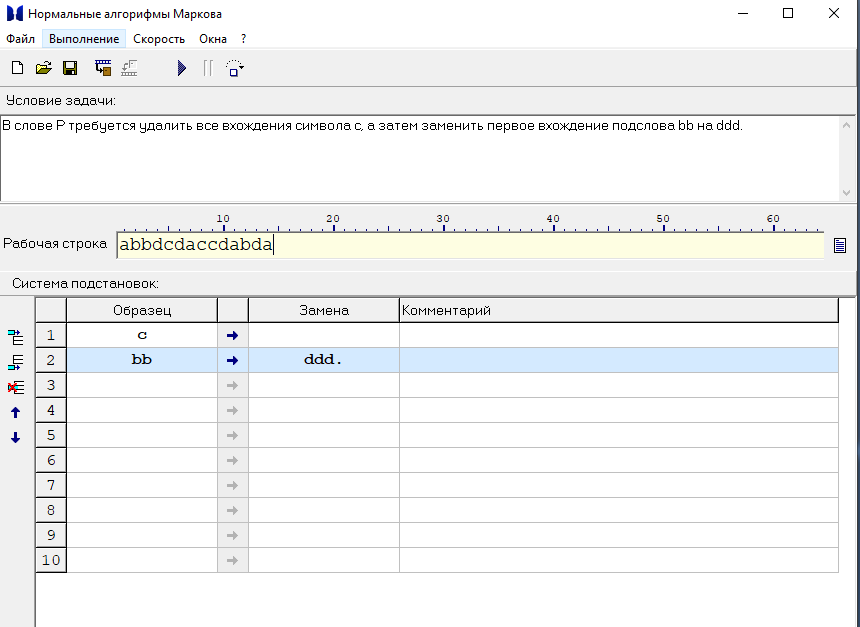 Нормальные алгорифмы Маркова
Файл Выполнение Скорость Окна ?
Условие задачи:
В слове P требуется удалить все вхождения символа c, а затем заменить первое вхождение подслова bb на ddd.
10 20 30 40 50 60
Рабочая строка abbdcdaccdabda
Система подстановок:
Образец Замена Комментарий
1 c →
2 bb → ddd.
3 →
4 →
5 →
6 →
7 →
8 →
9 →
10 →